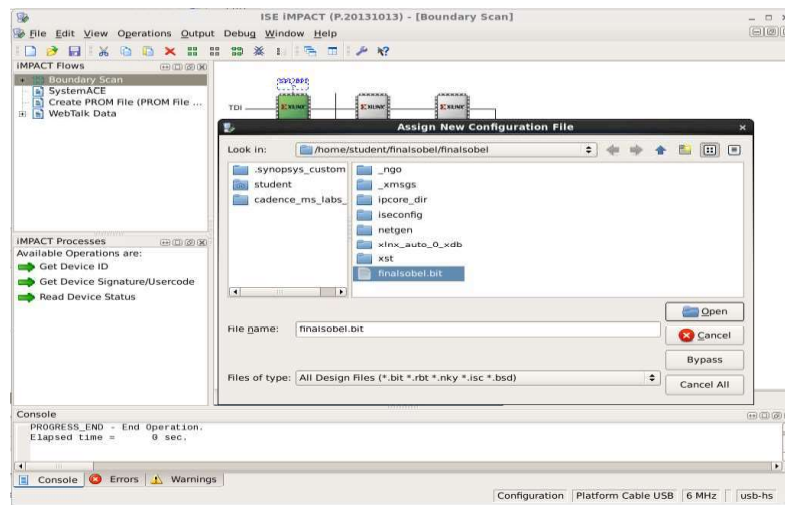 ISE iMPACT (P.20131013) - [Boundary Scan]
File Edit View Operations Output Debug Window Help
iMPACT Flows
Boundary Scan
SystemACE
Create PROM File (PROM File ...
WebTalk Data
TDI
XILINX XILINX XILINX
Assign New Configuration File
Look in: /home/student/finalsobel/finalsobel
.synopsys_custom
student
cadence_ms_labs_
_ngo
_xmsgs
ipcore_dir
iseconfig
netgen
xlnx_auto_0_xdb
xst
finalsobel.bit
Open
File name: finalsobel.bit
Cancel
Bypass
Files of type: All Design Files (*.bit *.rbt *.nky *.isc *.bsd)
Cancel All
iMPACT Processes
Available Operations are:
Get Device ID
Get Device Signature/Usercode
Read Device Status
Console
PROGRESS_END - End Operation.
Elapsed time = 0 sec.
Console Errors Warnings
Configuration Platform Cable USB 6 MHz usb-hs